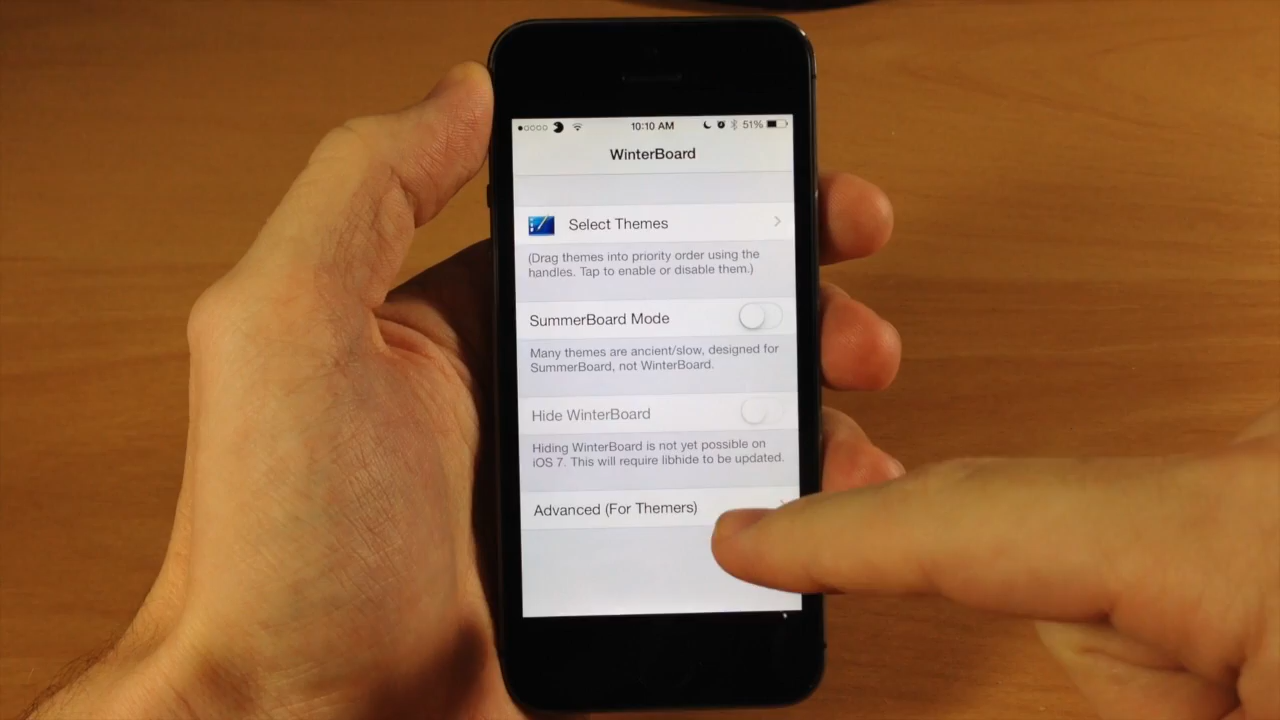 10:10 AM 51%
WinterBoard
Select Themes
(Drag themes into priority order using the
handles. Tap to enable or disable them.)
SummerBoard Mode
Many themes are ancient/slow, designed for
SummerBoard, not WinterBoard.
Hide WinterBoard
Hiding WinterBoard is not yet possible on
iOS 7. This will require libhide to be updated.
Advanced (For Themers)